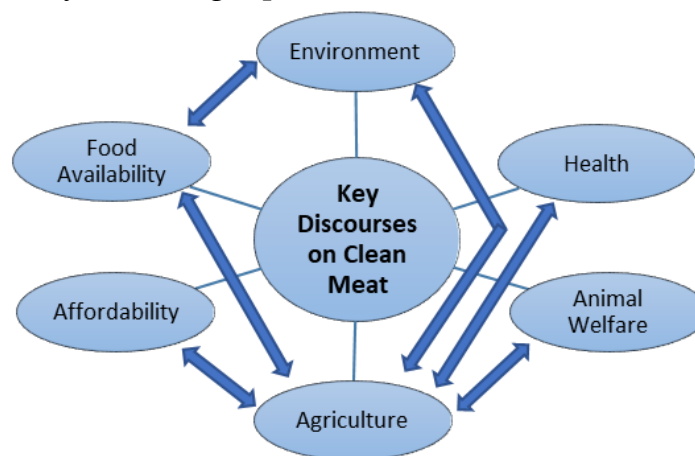 Environment
Food
Availability
Health
Key
Discourses
on Clean
Meat
Affordability
Animal
Welfare
Agriculture